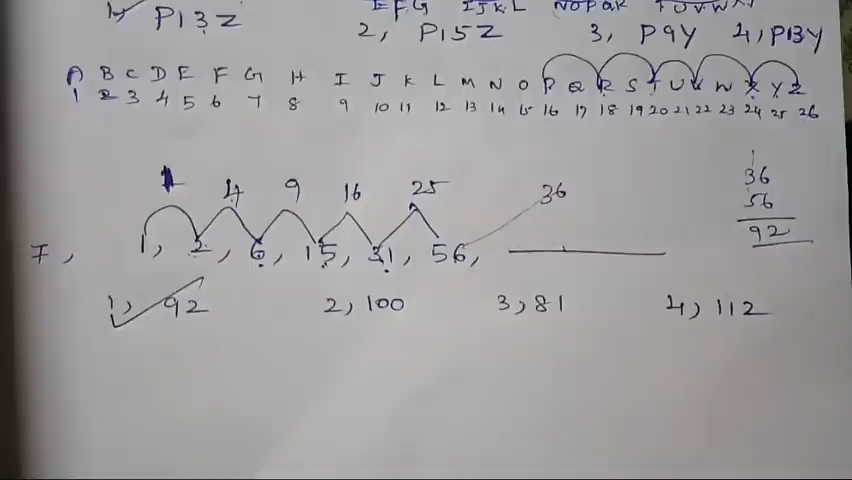 1, P13Z
E F G IJKL NOPQR TUVWXY
2, P15Z 3, P9Y 4, P13Y
A B C D E F G H I J K L M N O P Q R S T U V W X Y Z
1 2 3 4 5 6 7 8 9 10 11 12 13 14 15 16 17 18 19 20 21 22 23 24 25 26
1 4 9 16 25 36
36
56
92
7, 1, 2, 6, 15, 31, 56,
1, 92 2, 100 3, 81 4, 112